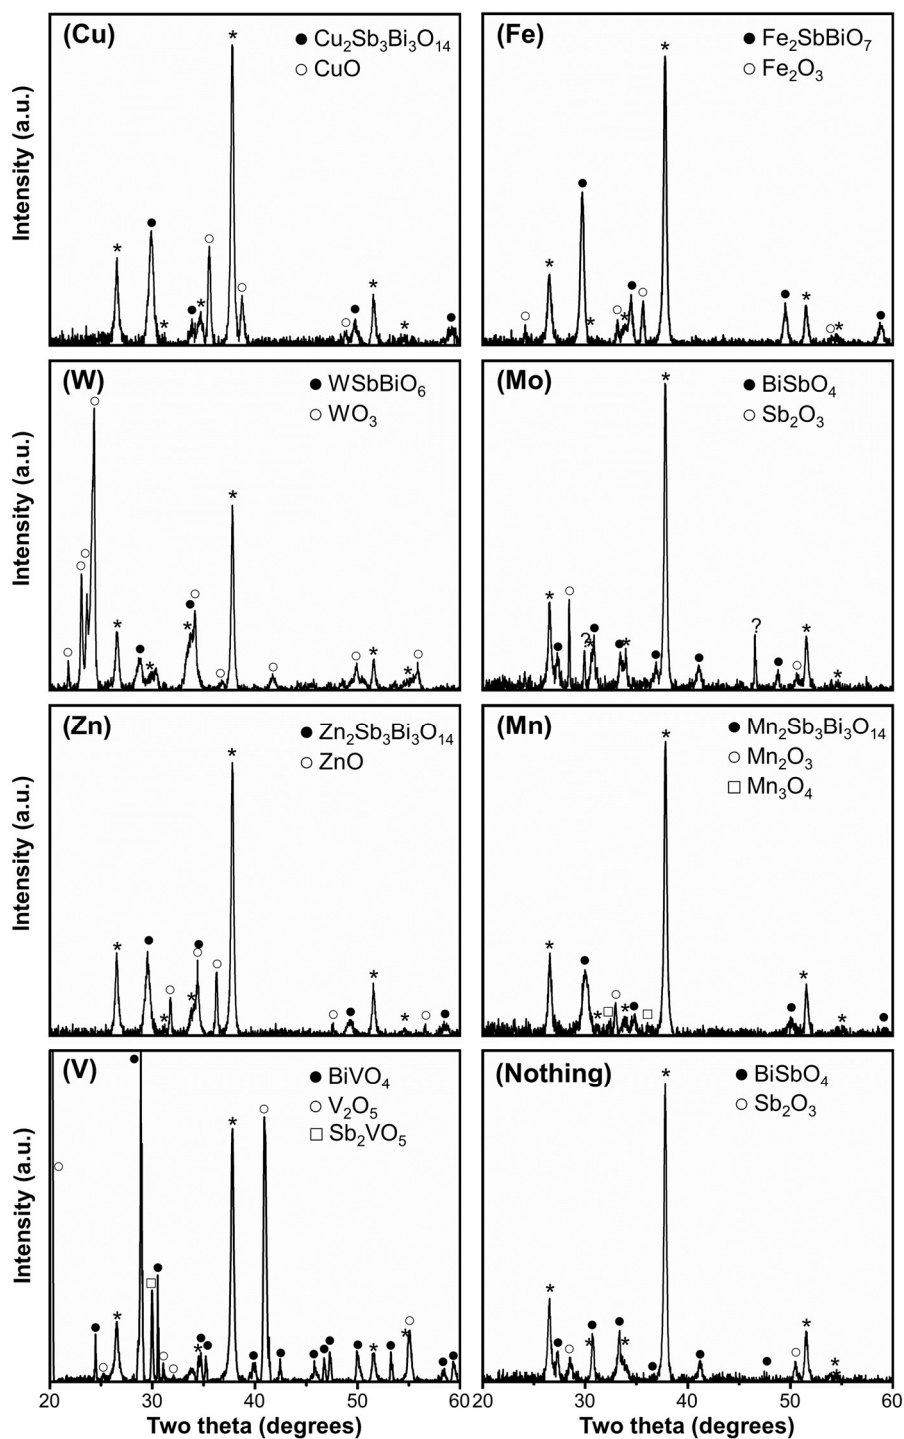 (Cu)
● Cu₂Sb₃Bi₃O₁₄
○ CuO
Intensity (a.u.)
(Fe)
● Fe₂SbBiO₇
○ Fe₂O₃
(W)
● WSbBiO₆
○ WO₃
Intensity (a.u.)
(Mo)
● BiSbO₄
○ Sb₂O₃
? ?
(Zn)
● Zn₂Sb₃Bi₃O₁₄
○ ZnO
Intensity (a.u.)
(Mn)
● Mn₂Sb₃Bi₃O₁₄
○ Mn₂O₃
□ Mn₃O₄
(V)
● BiVO₄
○ V₂O₅
□ Sb₂VO₅
Intensity (a.u.)
(Nothing)
● BiSbO₄
○ Sb₂O₃
20 30 40 50 60
Two theta (degrees)
20 30 40 50 60
Two theta (degrees)